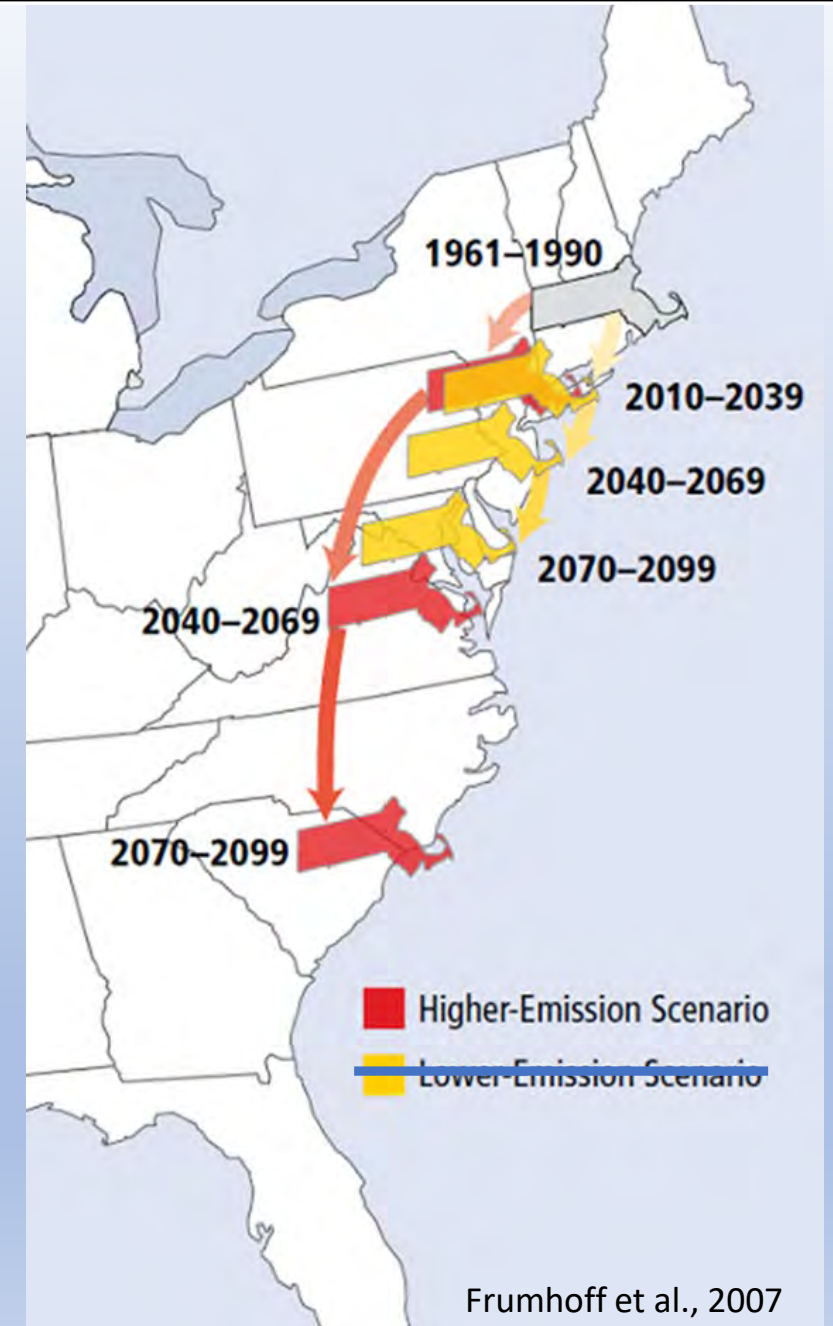 1961–1990
2010–2039
2040–2069
2070–2099
2040–2069
2070–2099
Higher-Emission Scenario
Lower-Emission Scenario
Frumhoff et al., 2007